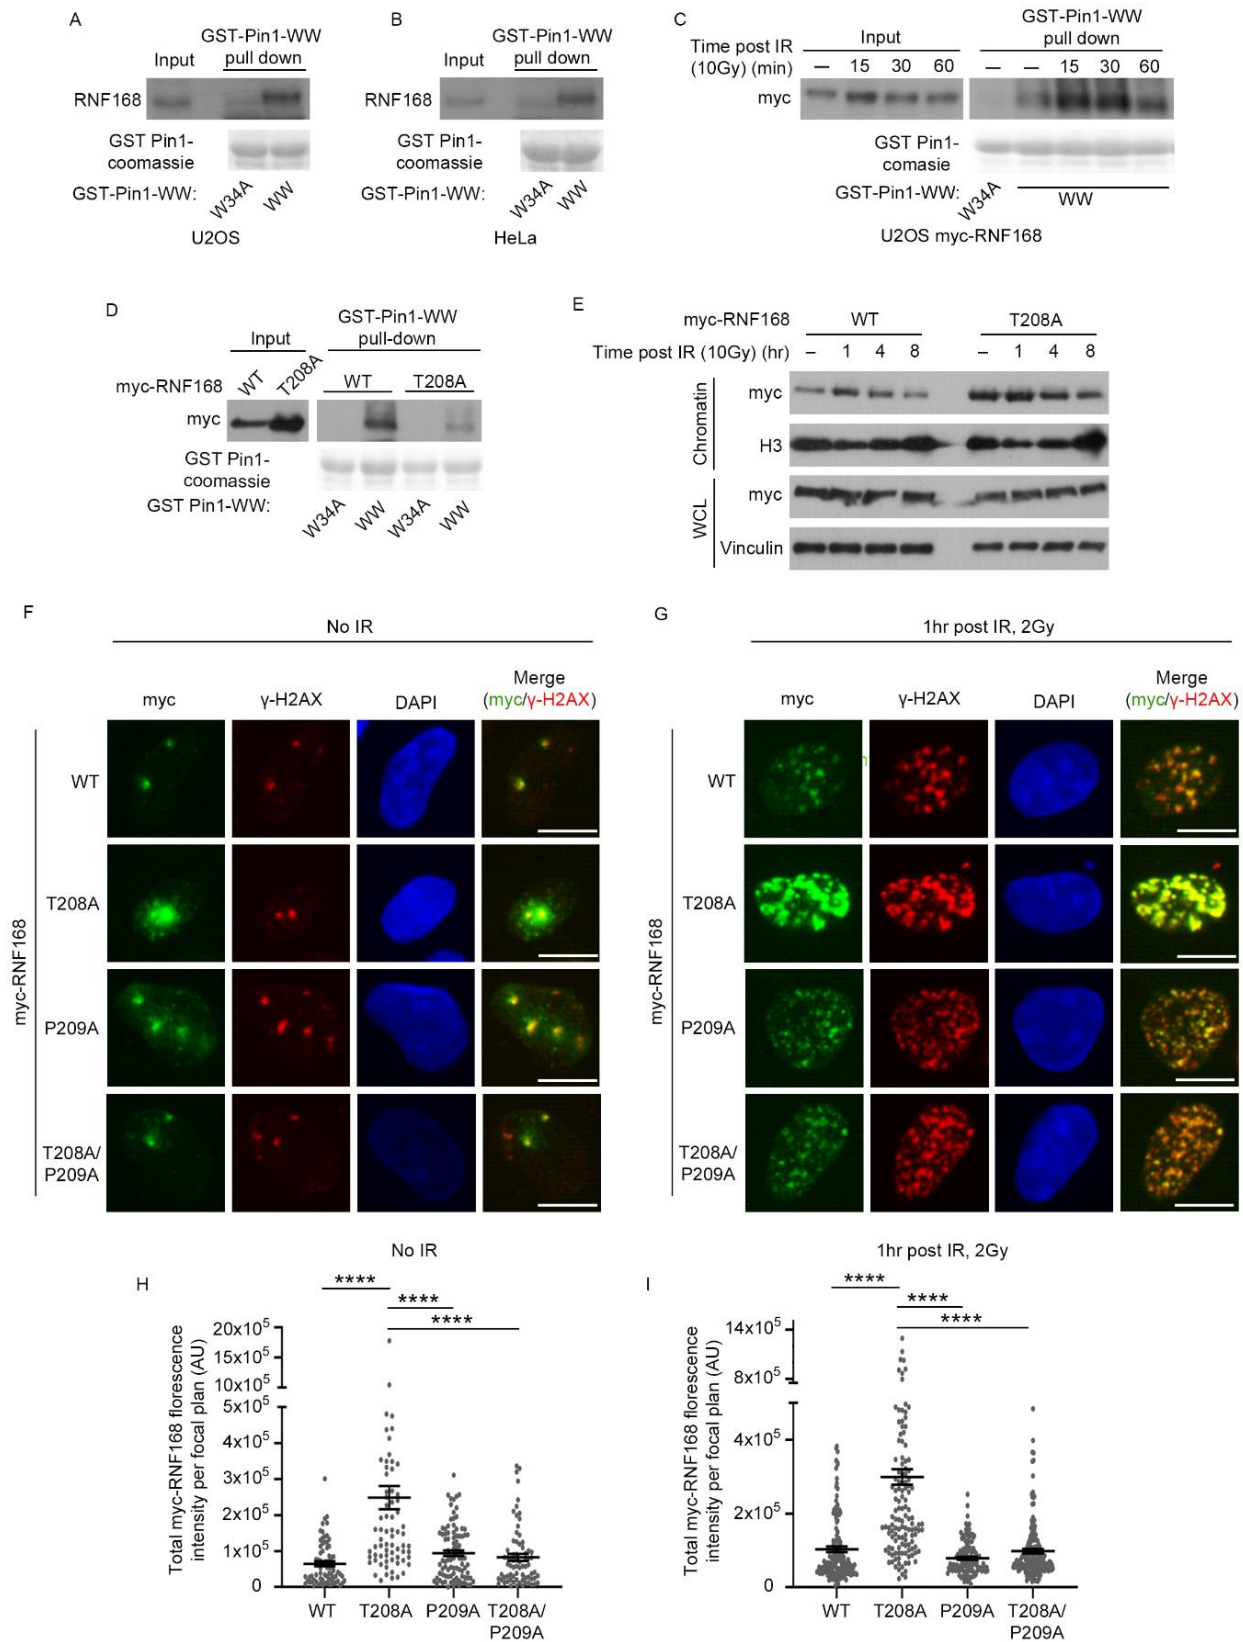 A
GST-Pin1-WW
Input
pull down
RNF168
GST Pin1-
coomassie
GST-Pin1-WW:
W34A
WW
U2OS
B
GST-Pin1-WW
Input
pull down
RNF168
GST Pin1-
coomassie
GST-Pin1-WW:
W34A
WW
HeLa
C
GST-Pin1-WW
pull down
Time post IR
Input
(10Gy) (min)
– 15 30 60
– – 15 30 60
myc
GST Pin1-
comasie
GST-Pin1-WW:
W34A
WW
U2OS myc-RNF168
D
GST-Pin1-WW
pull-down
Input
myc-RNF168
WT
T208A
WT
T208A
myc
GST Pin1-
coomassie
GST Pin1-WW:
W34A
WW
W34A
WW
E
myc-RNF168
WT
T208A
Time post IR (10Gy) (hr)
– 1 4 8
– 1 4 8
Chromatin
myc
H3
WCL
myc
Vinculin
F
No IR
myc
γ-H2AX
DAPI
Merge
(myc/γ-H2AX)
myc-RNF168
WT
T208A
P209A
T208A/
P209A
G
1hr post IR, 2Gy
myc
γ-H2AX
DAPI
Merge
(myc/γ-H2AX)
myc-RNF168
WT
T208A
P209A
T208A/
P209A
H
No IR
****
****
****
Total myc-RNF168 florescence
intensity per focal plan (AU)
20x10⁵
15x10⁵
10x10⁵
5x10⁵
4x10⁵
3x10⁵
2x10⁵
1x10⁵
0
WT
T208A
P209A
T208A/
P209A
I
1hr post IR, 2Gy
****
****
****
Total myc-RNF168 florescence
intensity per focal plan (AU)
14x10⁵
8x10⁵
4x10⁵
2x10⁵
0
WT
T208A
P209A
T208A/
P209A